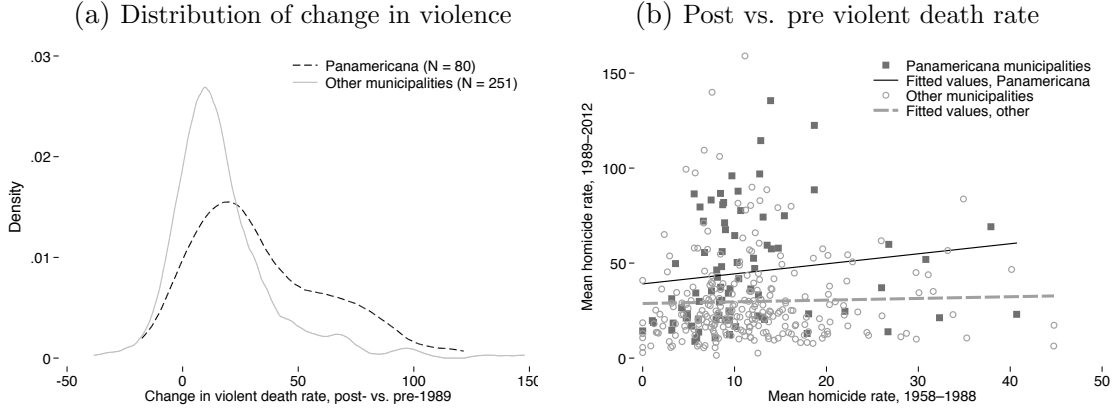 (a) Distribution of change in violence
.03
.02
.01
0
Density
-50
0
50
100
150
Change in violent death rate, post- vs. pre-1989
Panamericana (N = 80)
Other municipalities (N = 251)
(b) Post vs. pre violent death rate
150
100
50
0
Mean homicide rate, 1989–2012
0
10
20
30
40
50
Mean homicide rate, 1958–1988
Panamericana municipalities
Fitted values, Panamericana
Other municipalities
Fitted values, other